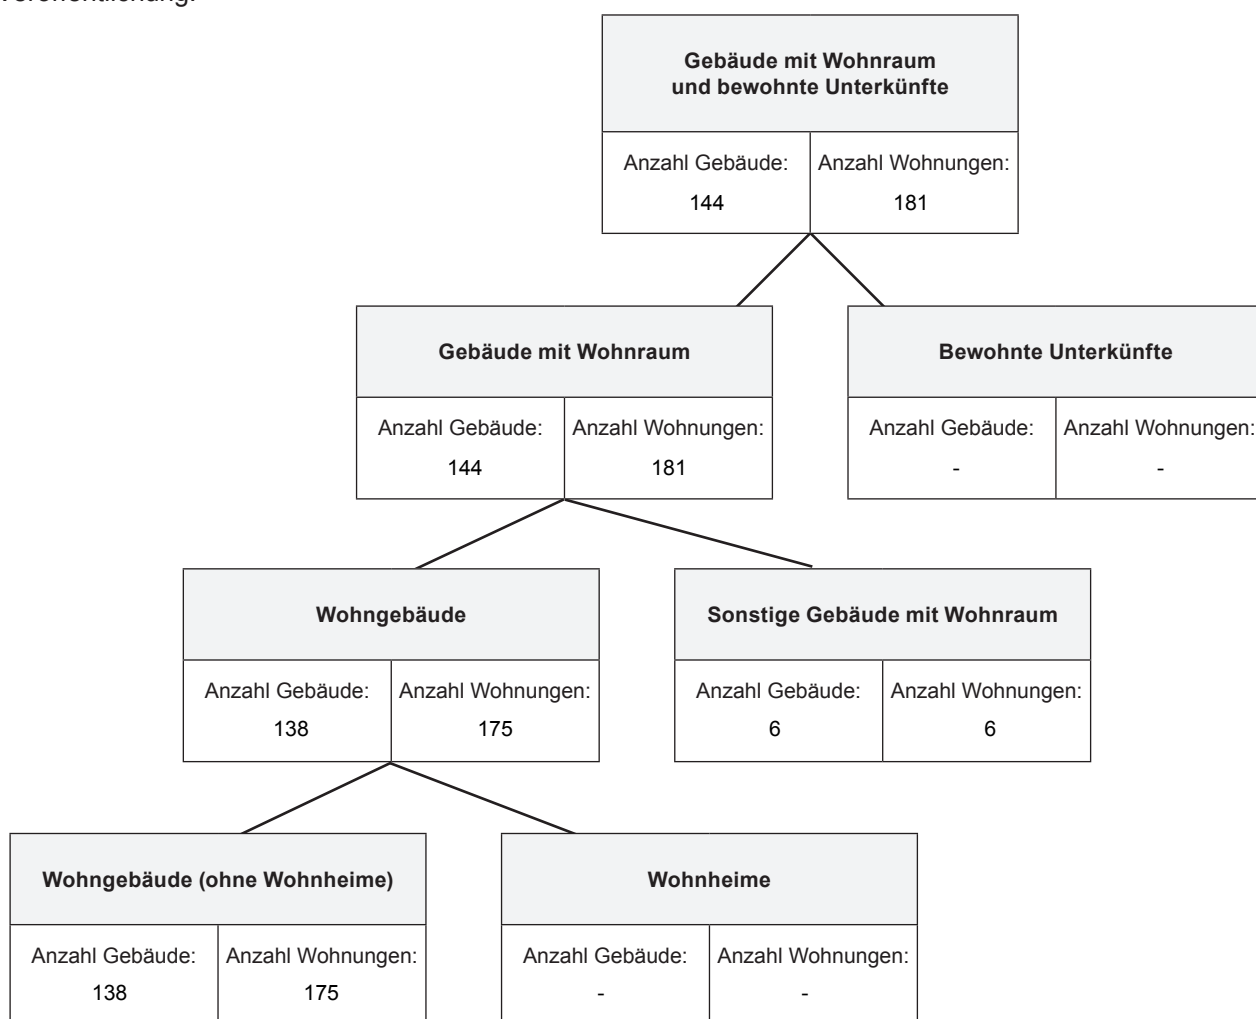 Veröffentlichung.
Gebäude mit Wohnraum
und bewohnte Unterkünfte
Anzahl Gebäude: Anzahl Wohnungen:
144 181
Gebäude mit Wohnraum
Anzahl Gebäude: Anzahl Wohnungen:
144 181
Bewohnte Unterkünfte
Anzahl Gebäude: Anzahl Wohnungen:
- -
Wohngebäude
Anzahl Gebäude: Anzahl Wohnungen:
138 175
Sonstige Gebäude mit Wohnraum
Anzahl Gebäude: Anzahl Wohnungen:
6 6
Wohngebäude (ohne Wohnheime)
Anzahl Gebäude: Anzahl Wohnungen:
138 175
Wohnheime
Anzahl Gebäude: Anzahl Wohnungen:
- -